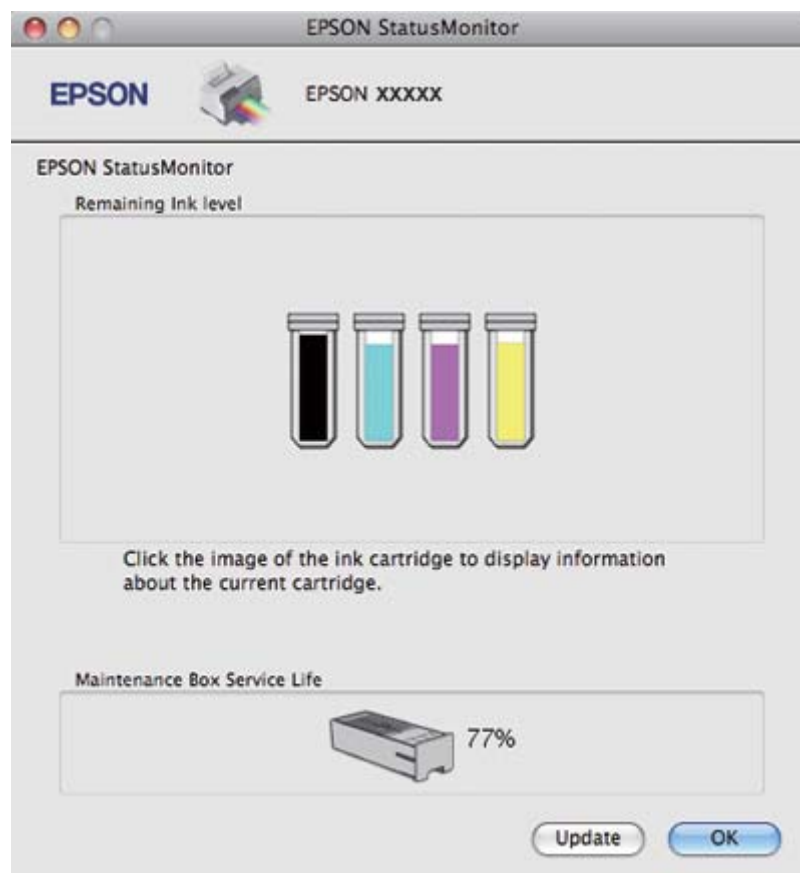 EPSON StatusMonitor
EPSON
EPSON XXXXX
EPSON StatusMonitor
Remaining Ink level
Click the image of the ink cartridge to display information
about the current cartridge.
Maintenance Box Service Life
77%
Update
OK